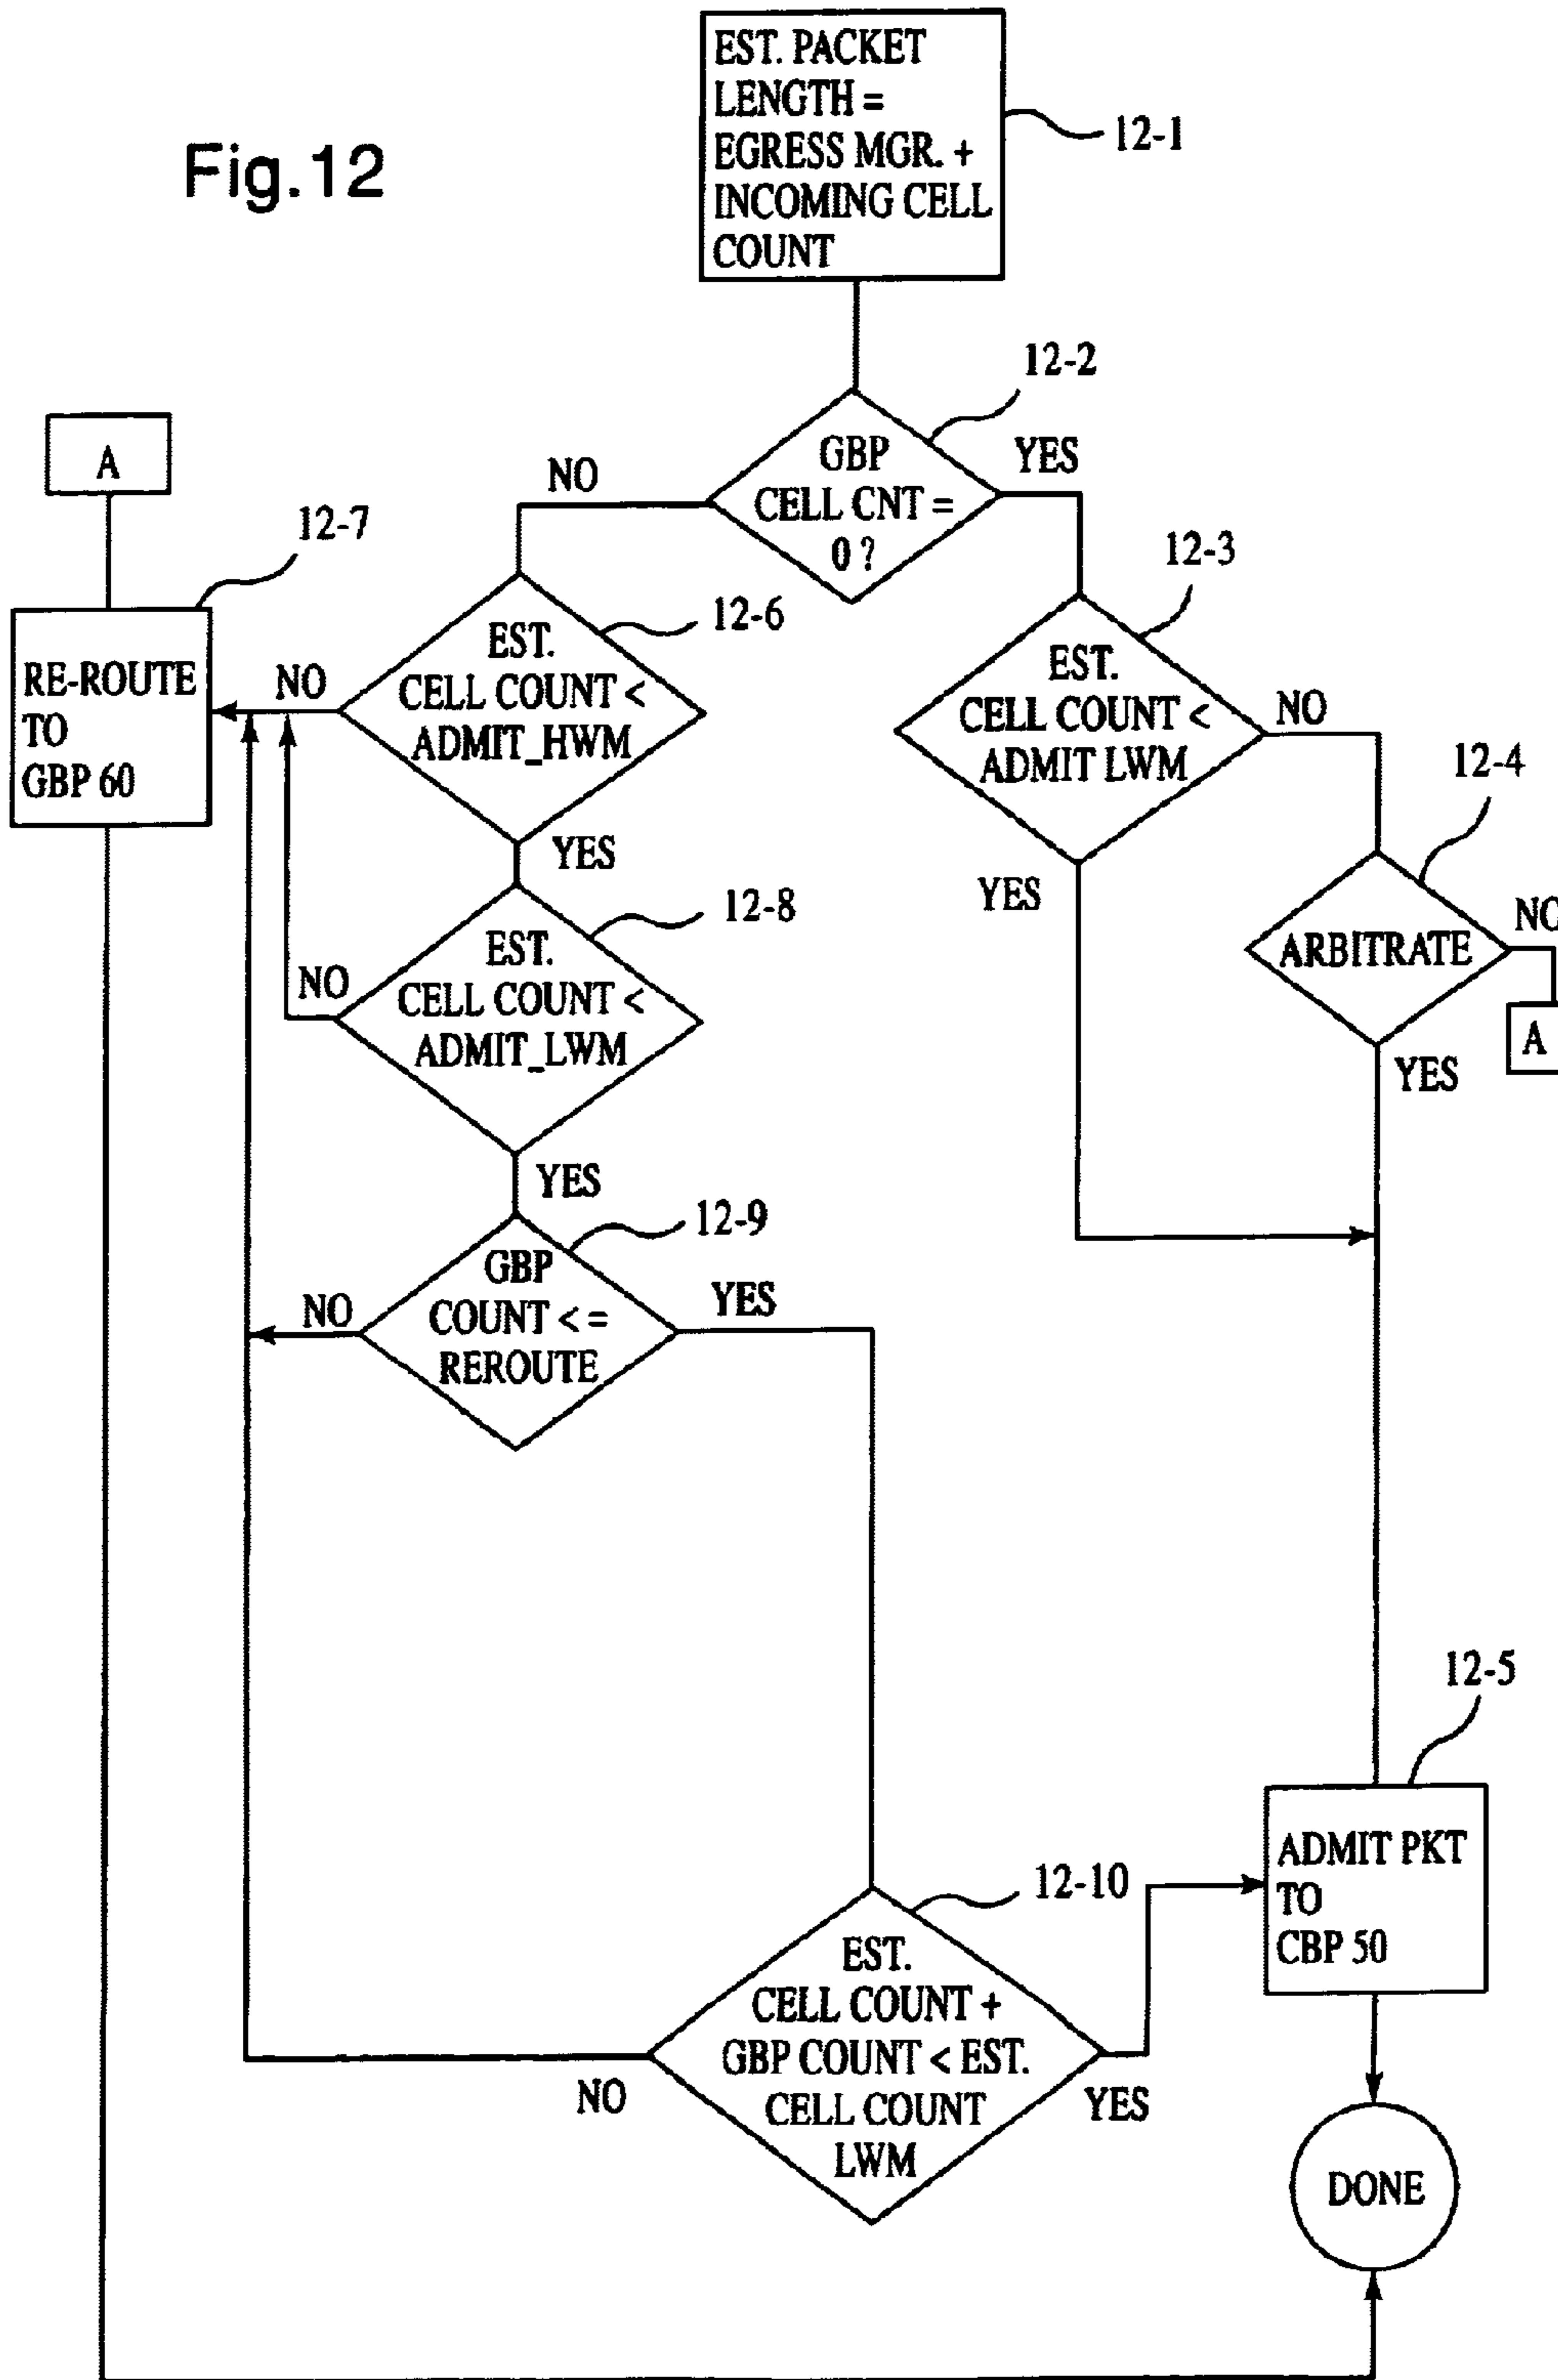 Fig.12
EST. PACKET
LENGTH =
EGRESS MGR. +
INCOMING CELL
COUNT
12-1
12-2
GBP
CELL CNT =
0 ?
NO
YES
A
12-7
RE-ROUTE
TO
GBP 60
12-6
EST.
CELL COUNT <
ADMIT_HWM
NO
YES
12-3
EST.
CELL COUNT <
ADMIT LWM
NO
YES
12-4
ARBITRATE
NO
A
YES
12-8
EST.
CELL COUNT <
ADMIT_LWM
NO
YES
12-9
GBP
COUNT < =
REROUTE
NO
YES
12-5
ADMIT PKT
TO
CBP 50
12-10
EST.
CELL COUNT +
GBP COUNT < EST.
CELL COUNT
LWM
NO
YES
DONE